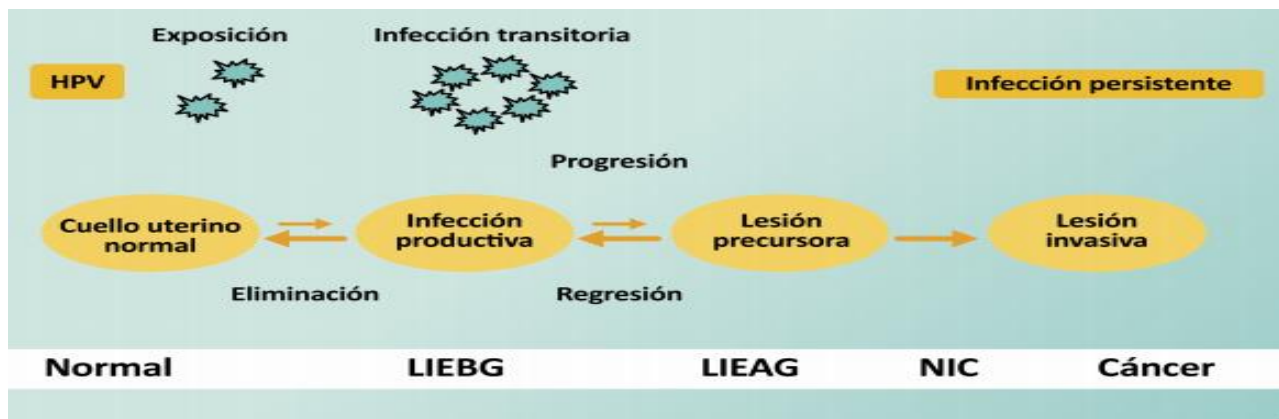 Exposición
Infección transitoria
HPV
Infección persistente
Progresión
Cuello uterino
normal
Infección
productiva
Lesión
precursora
Lesión
invasiva
Eliminación
Regresión
Normal
LIEBG
LIEAG
NIC
Cáncer